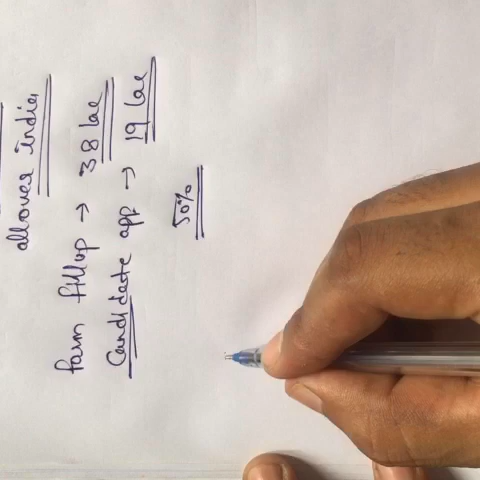 allover india
Form fillup → 38 lac
Candidate app → 19 lac
50%